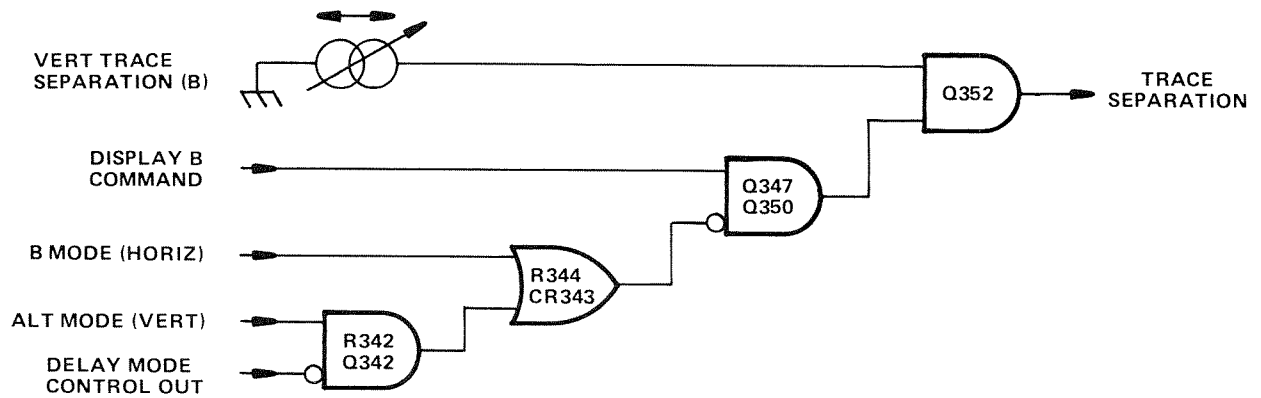 VERT TRACE
SEPARATION (B)
Q352
TRACE
SEPARATION
DISPLAY B
COMMAND
Q347
Q350
B MODE (HORIZ)
R344
CR343
ALT MODE (VERT)
R342
Q342
DELAY MODE
CONTROL OUT